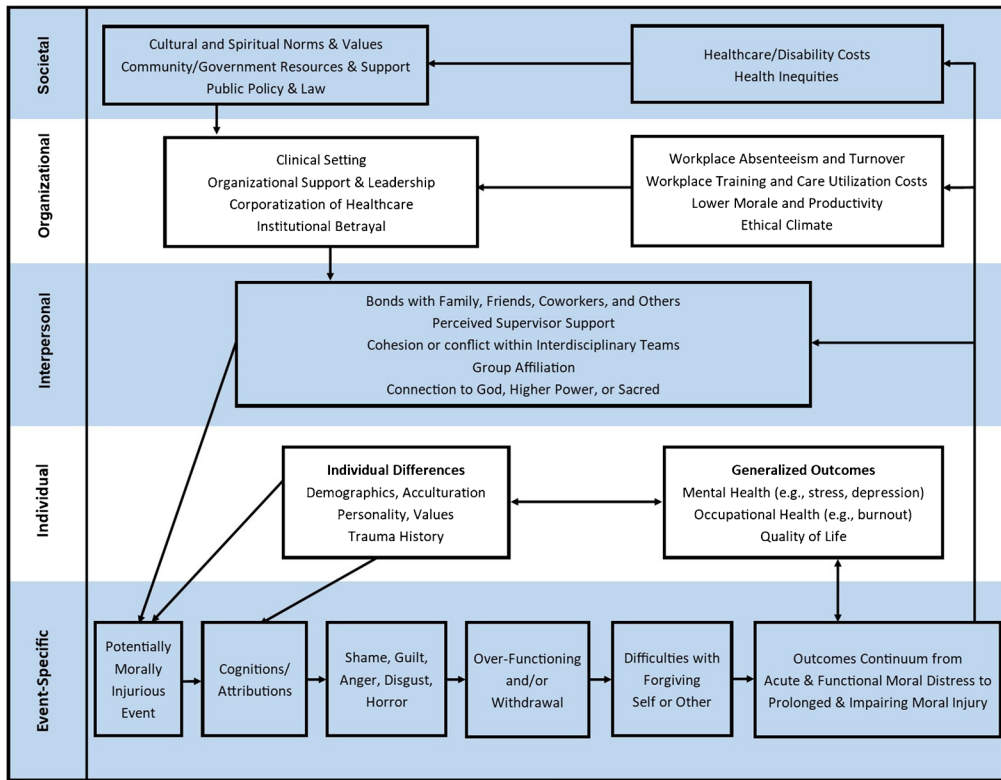 Societal
Cultural and Spiritual Norms & Values
Community/Government Resources & Support
Public Policy & Law
Healthcare/Disability Costs
Health Inequities
Organizational
Clinical Setting
Organizational Support & Leadership
Corporatization of Healthcare
Institutional Betrayal
Workplace Absenteeism and Turnover
Workplace Training and Care Utilization Costs
Lower Morale and Productivity
Ethical Climate
Interpersonal
Bonds with Family, Friends, Coworkers, and Others
Perceived Supervisor Support
Cohesion or conflict within Interdisciplinary Teams
Group Affiliation
Connection to God, Higher Power, or Sacred
Individual
Individual Differences
Demographics, Acculturation
Personality, Values
Trauma History
Generalized Outcomes
Mental Health (e.g., stress, depression)
Occupational Health (e.g., burnout)
Quality of Life
Event-Specific
Potentially
Morally
Injurious
Event
Cognitions/
Attributions
Shame, Guilt,
Anger, Disgust,
Horror
Over-Functioning
and/or
Withdrawal
Difficulties with
Forgiving
Self or Other
Outcomes Continuum from
Acute & Functional Moral Distress to
Prolonged & Impairing Moral Injury